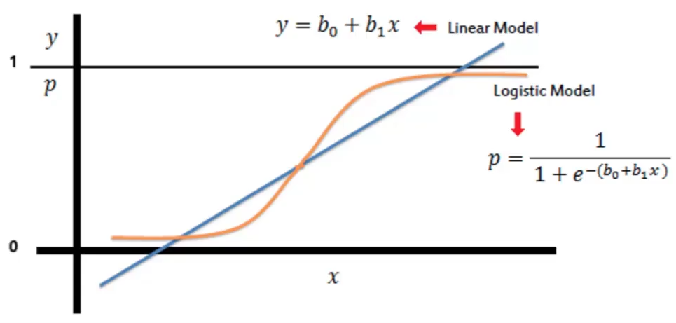 y = b₀ + b₁x
Linear Model
y
1
p
Logistic Model
p = 1 / (1 + e^−(b₀+b₁x))
0
x